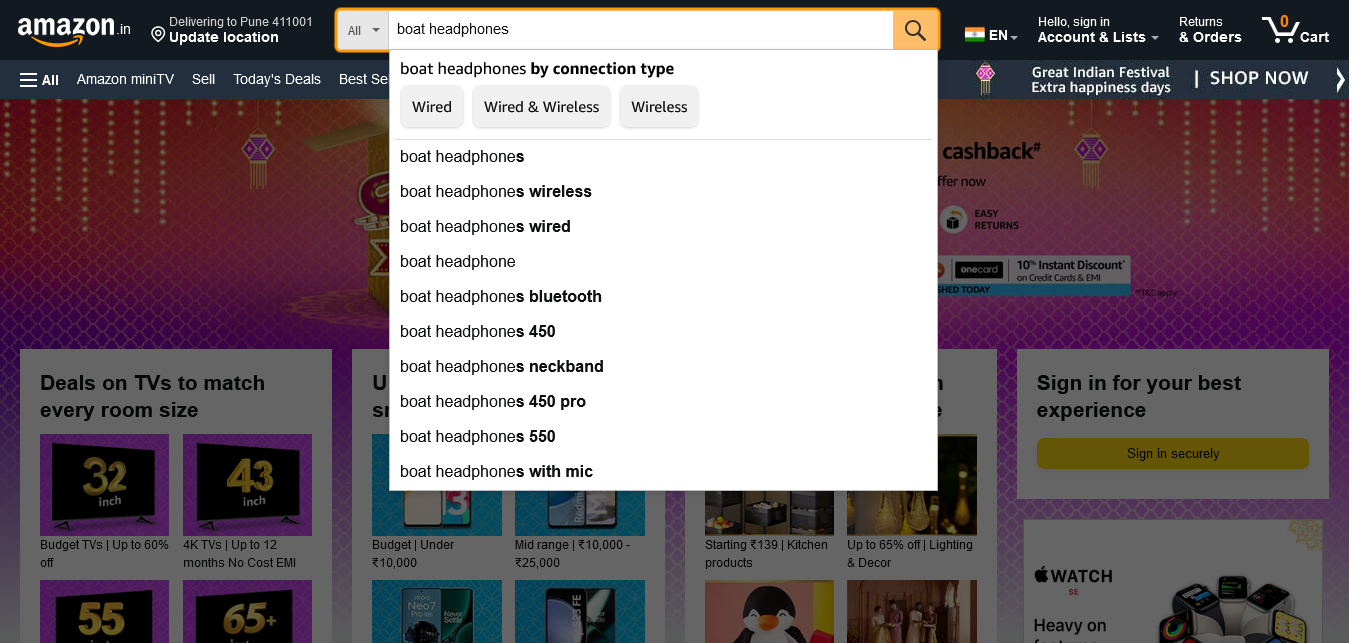 amazon.in
Delivering to Pune 411001
Update location
All
boat headphones
EN
Hello, sign in
Account & Lists
Returns
& Orders
0
Cart
All
Amazon miniTV
Sell
Today's Deals
Best Se
Great Indian Festival
Extra happiness days
| SHOP NOW
boat headphones by connection type
Wired
Wired & Wireless
Wireless
boat headphones
boat headphones wireless
boat headphones wired
boat headphone
boat headphones bluetooth
boat headphones 450
boat headphones neckband
boat headphones 450 pro
boat headphones 550
boat headphones with mic
cashback#
ffer now
EASY
RETURNS
onecard
10% Instant Discount*
on Credit Cards & EMI
SHED TODAY
*T&C apply
Deals on TVs to match
every room size
32
inch
43
inch
Budget TVs | Up to 60%
off
4K TVs | Up to 12
months No Cost EMI
55
65+
U
sn
Budget | Under
₹10,000
Redmi
Mid range | ₹10,000 -
₹25,000
iQOO
Neo7
Pro
23 FE
n
e
Starting ₹139 | Kitchen
products
Up to 65% off | Lighting
& Decor
Sign in for your best
experience
Sign in securely
WATCH
SE
Heavy on